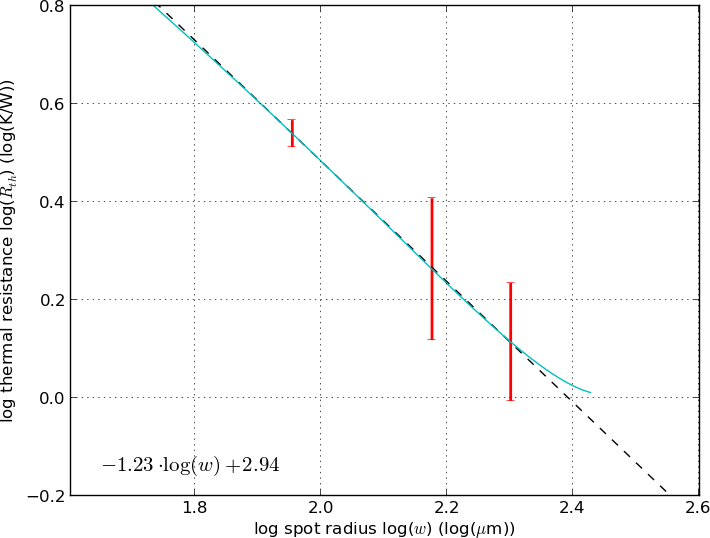 0.8
0.6
0.4
0.2
0.0
−0.2
log thermal resistance log(R_th) (log(K/W))
−1.23 ·log(w) +2.94
1.8 2.0 2.2 2.4 2.6
log spot radius log(w) (log(μm))